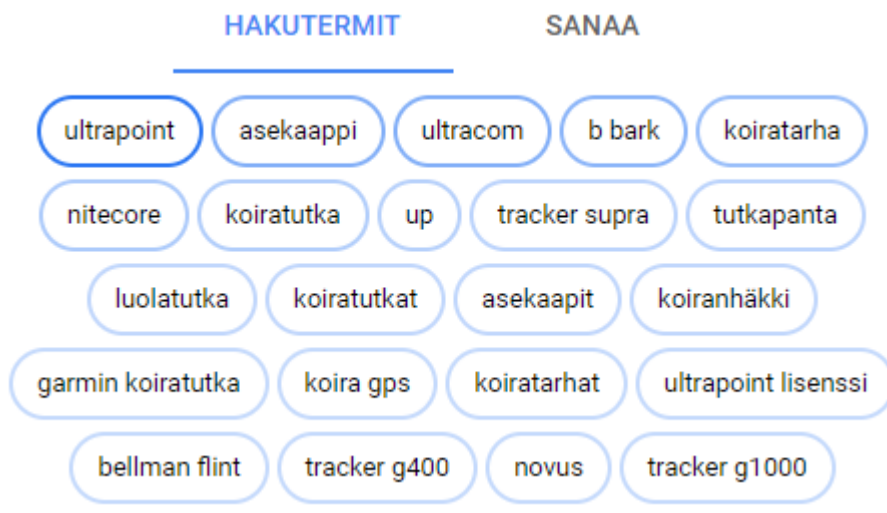 HAKUTERMIT SANAA
ultrapoint asekaappi ultracom b bark koiratarha
nitecore koiratutka up tracker supra tutkapanta
luolatutka koiratutkat asekaapit koiranhäkki
garmin koiratutka koira gps koiratarhat ultrapoint lisenssi
bellman flint tracker g400 novus tracker g1000